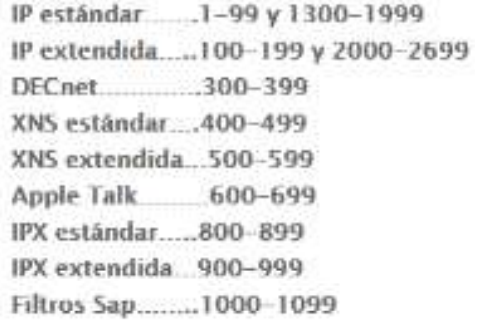 IP estándar.......1–99 y 1300–1999
IP extendida.....100–199 y 2000–2699
DECnet.............300–399
XNS estándar....400–499
XNS extendida...500–599
Apple Talk.........600–699
IPX estándar.....800–899
IPX extendida...900–999
Filtros Sap........1000–1099